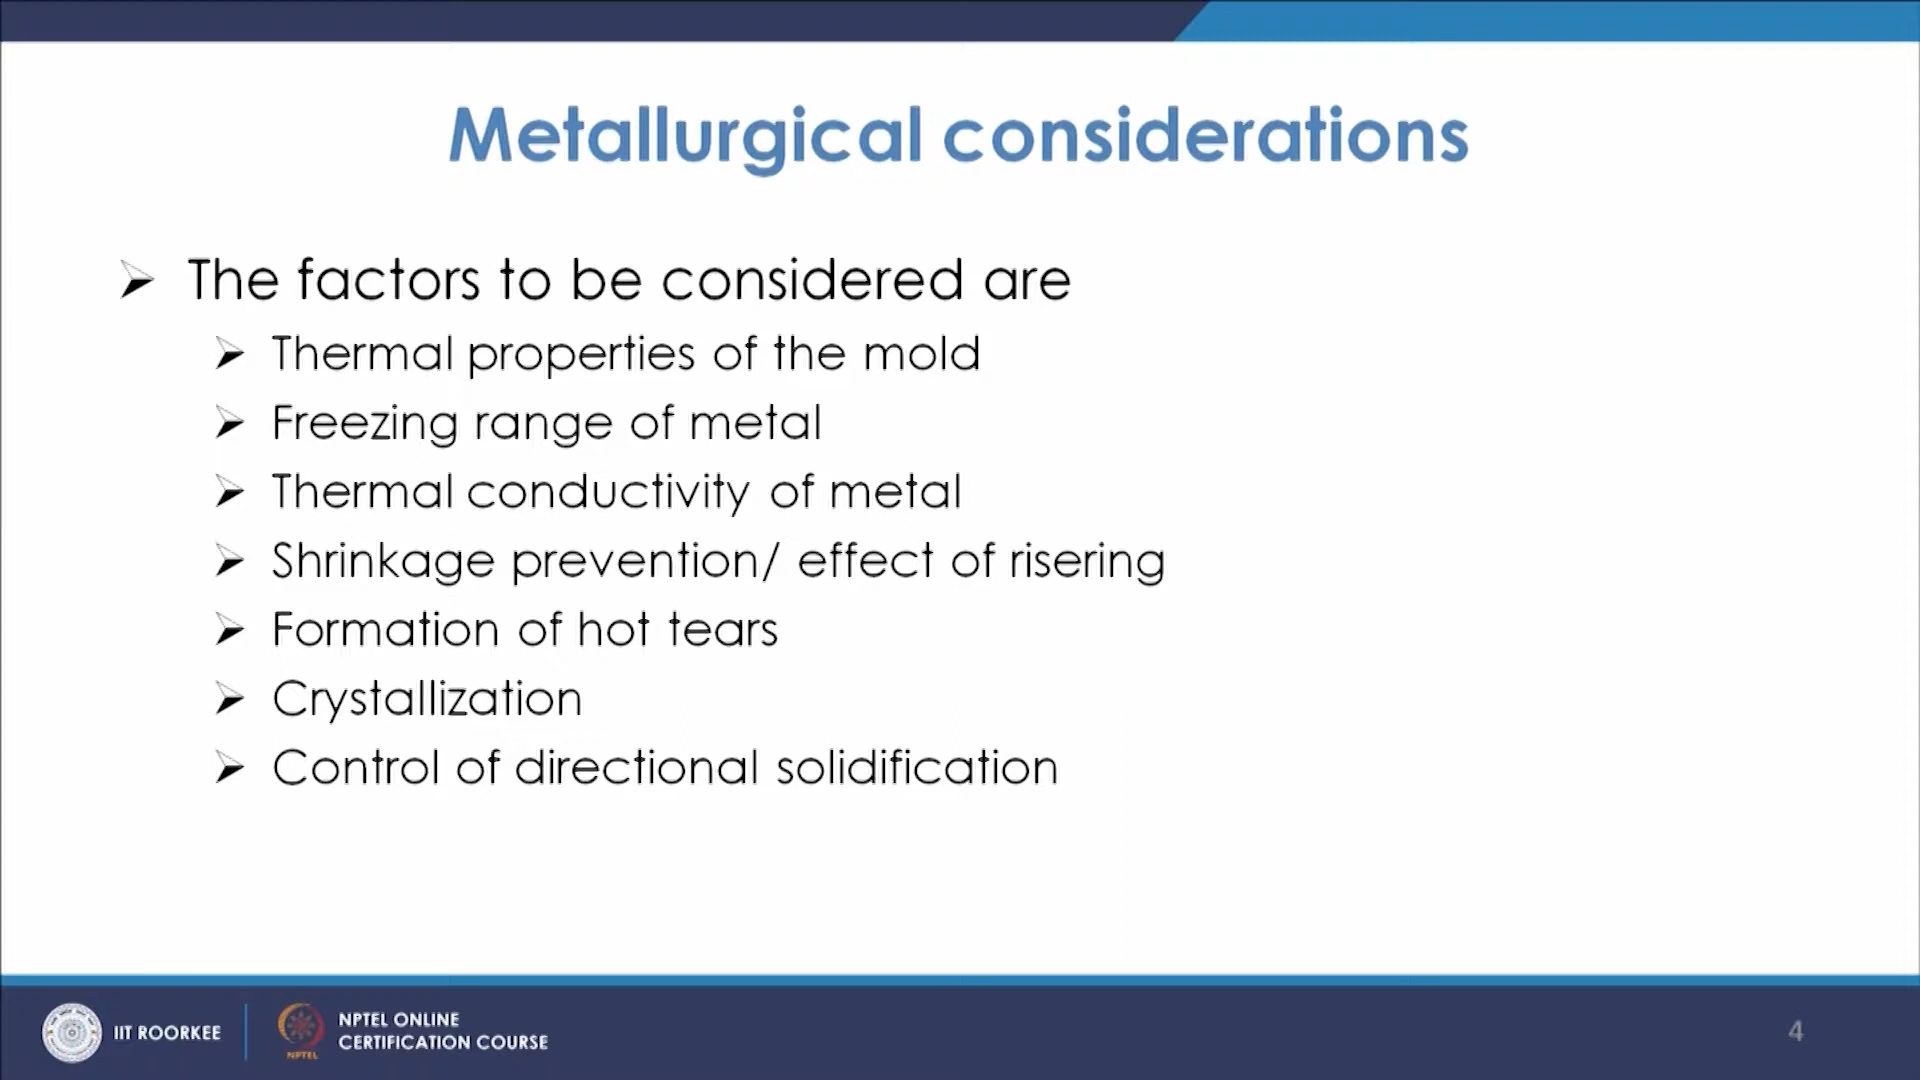 Metallurgical considerations
The factors to be considered are
Thermal properties of the mold
Freezing range of metal
Thermal conductivity of metal
Shrinkage prevention/ effect of risering
Formation of hot tears
Crystallization
Control of directional solidification
IIT ROORKEE
NPTEL
NPTEL ONLINE
CERTIFICATION COURSE
4